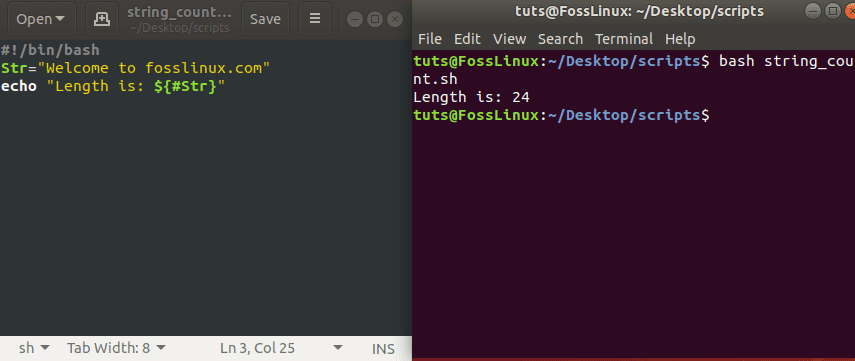 Open
string_count...
~/Desktop/scripts
Save
#!/bin/bash
Str="Welcome to fosslinux.com"
echo "Length is: ${#Str}"
sh
Tab Width: 8
Ln 3, Col 25
INS
tuts@FossLinux: ~/Desktop/scripts
File Edit View Search Terminal Help
tuts@FossLinux:~/Desktop/scripts$ bash string_cou
nt.sh
Length is: 24
tuts@FossLinux:~/Desktop/scripts$